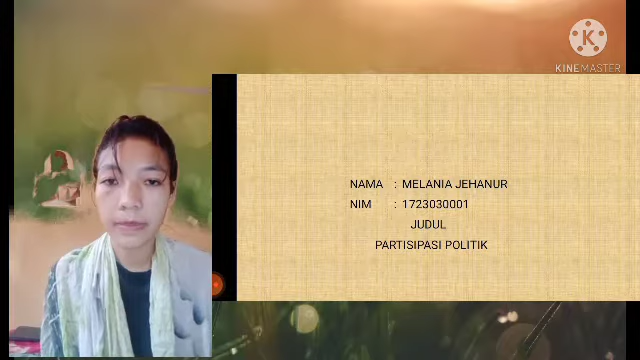 KINEMASTER
NAMA : MELANIA JEHANUR
NIM : 1723030001
JUDUL
PARTISIPASI POLITIK